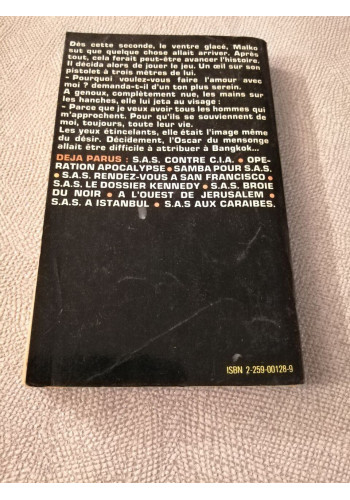 Dés cette seconde, le ventre glacé, Malko
sut que quelque chose allait arriver. Après
tout, cela ferait peut-être avancer l'histoire.
Il décida alors de jouer le jeu. Un œil sur son
pistolet à trois mètres de lui.
- Pourquoi voulez-vous faire l'amour avec
moi ? demanda-t-il d'un ton plus serein.
A genoux, complètement nue, les mains sur
les hanches, elle lui jeta au visage :
- Parce que je veux avoir tous les hommes qui
m'approchent. Pour qu'ils se souviennent de
moi, toujours, toute leur vie.
Les yeux étincelants, elle était l'image même
du désir. Décidement, l'Oscar du mensonge
allait être difficile à attribuer à Bangkok...
DEJA PARUS : S.A.S. CONTRE C.I.A. • OPE-
RATION APOCALYPSE • SAMBA POUR S.A.S.
• S.A.S. RENDEZ-VOUS A SAN FRANCISCO •
S.A.S. LE DOSSIER KENNEDY • S.A.S. BROIE
DU NOIR • A L'OUEST DE JERUSALEM •
S.A.S. A ISTANBUL • S.A.S AUX CARAIBES.
ISBN 2-259-00128-9